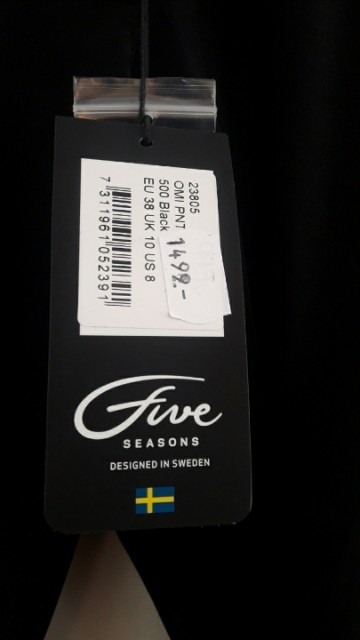 23805
OMI PNT
500 Black
EU 38 UK 10 US 8
7 311961 052391
1499.-
Five
SEASONS
DESIGNED IN SWEDEN